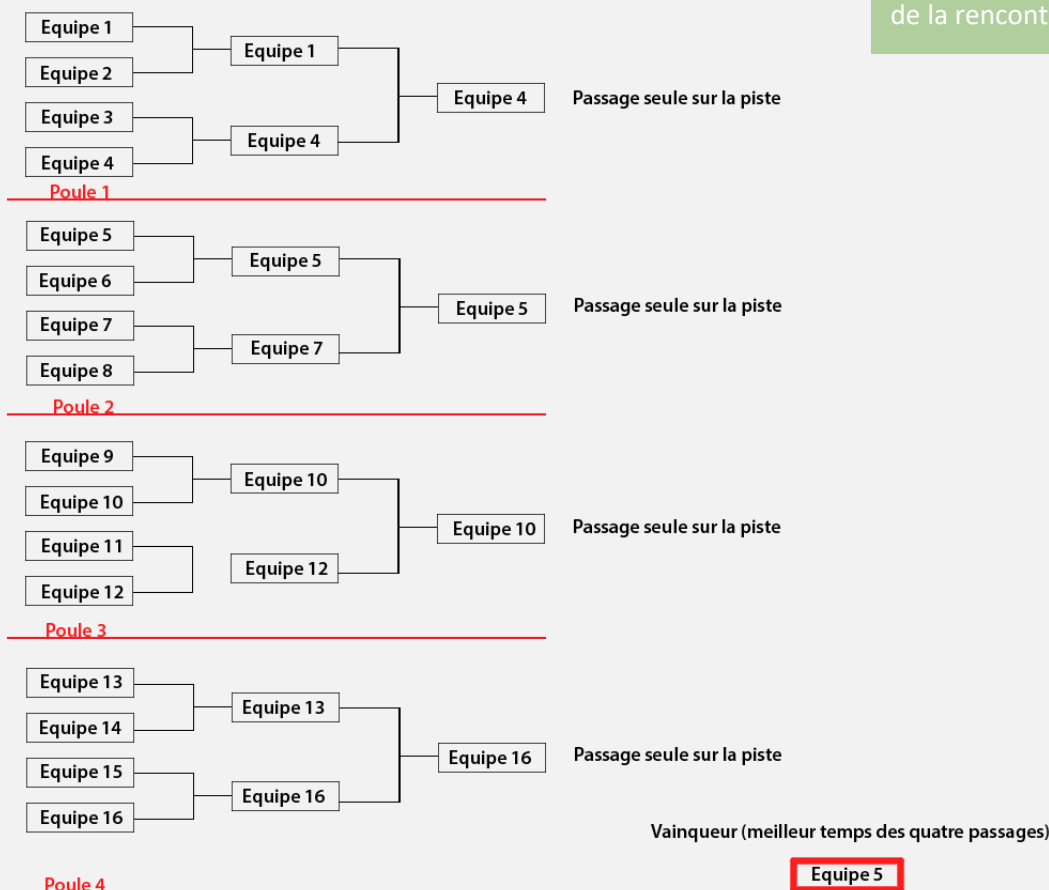 de la rencont
Equipe 1
Equipe 2
Equipe 3
Equipe 4
Equipe 1
Equipe 4
Equipe 4
Passage seule sur la piste
Poule 1
Equipe 5
Equipe 6
Equipe 7
Equipe 8
Equipe 5
Equipe 7
Equipe 5
Passage seule sur la piste
Poule 2
Equipe 9
Equipe 10
Equipe 11
Equipe 12
Equipe 10
Equipe 12
Equipe 10
Passage seule sur la piste
Poule 3
Equipe 13
Equipe 14
Equipe 15
Equipe 16
Equipe 13
Equipe 16
Equipe 16
Passage seule sur la piste
Poule 4
Vainqueur (meilleur temps des quatre passages)
Equipe 5